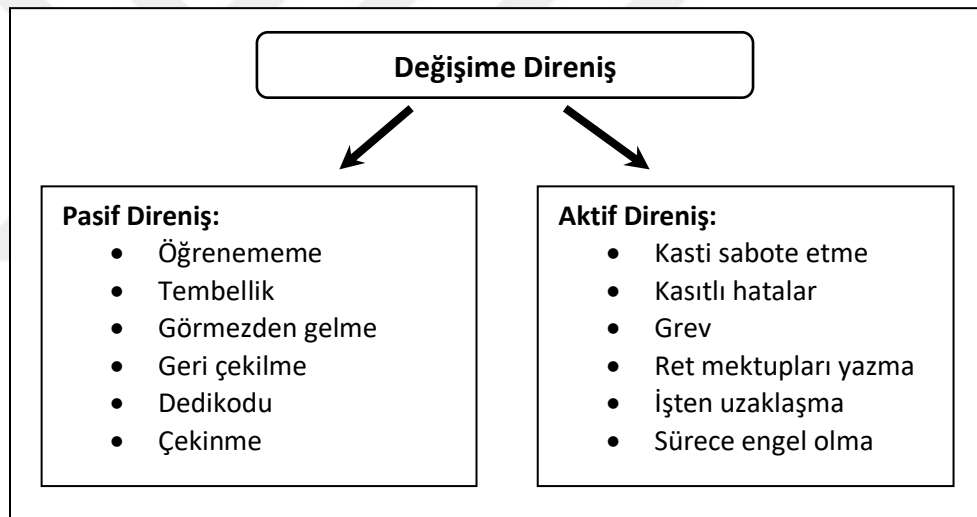 Değişime Direniş
Pasif Direniş:
• Öğrenememe
• Tembellik
• Görmezden gelme
• Geri çekilme
• Dedikodu
• Çekinme
Aktif Direniş:
• Kasti sabote etme
• Kasıtlı hatalar
• Grev
• Ret mektupları yazma
• İşten uzaklaşma
• Sürece engel olma